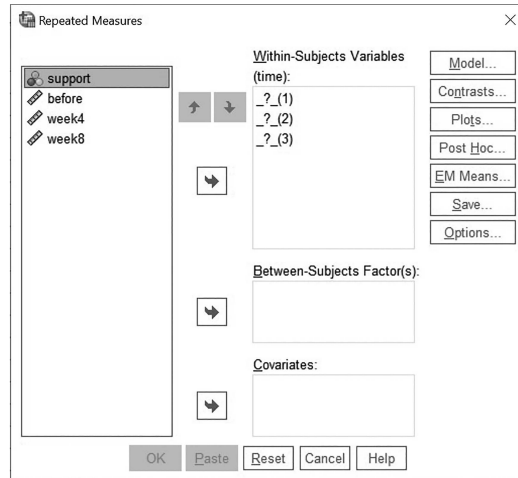 Repeated Measures
support
before
week4
week8
Within-Subjects Variables
(time):
_?_(1)
_?_(2)
_?_(3)
Between-Subjects Factor(s):
Covariates:
Model...
Contrasts...
Plots...
Post Hoc...
EM Means...
Save...
Options...
OK Paste Reset Cancel Help